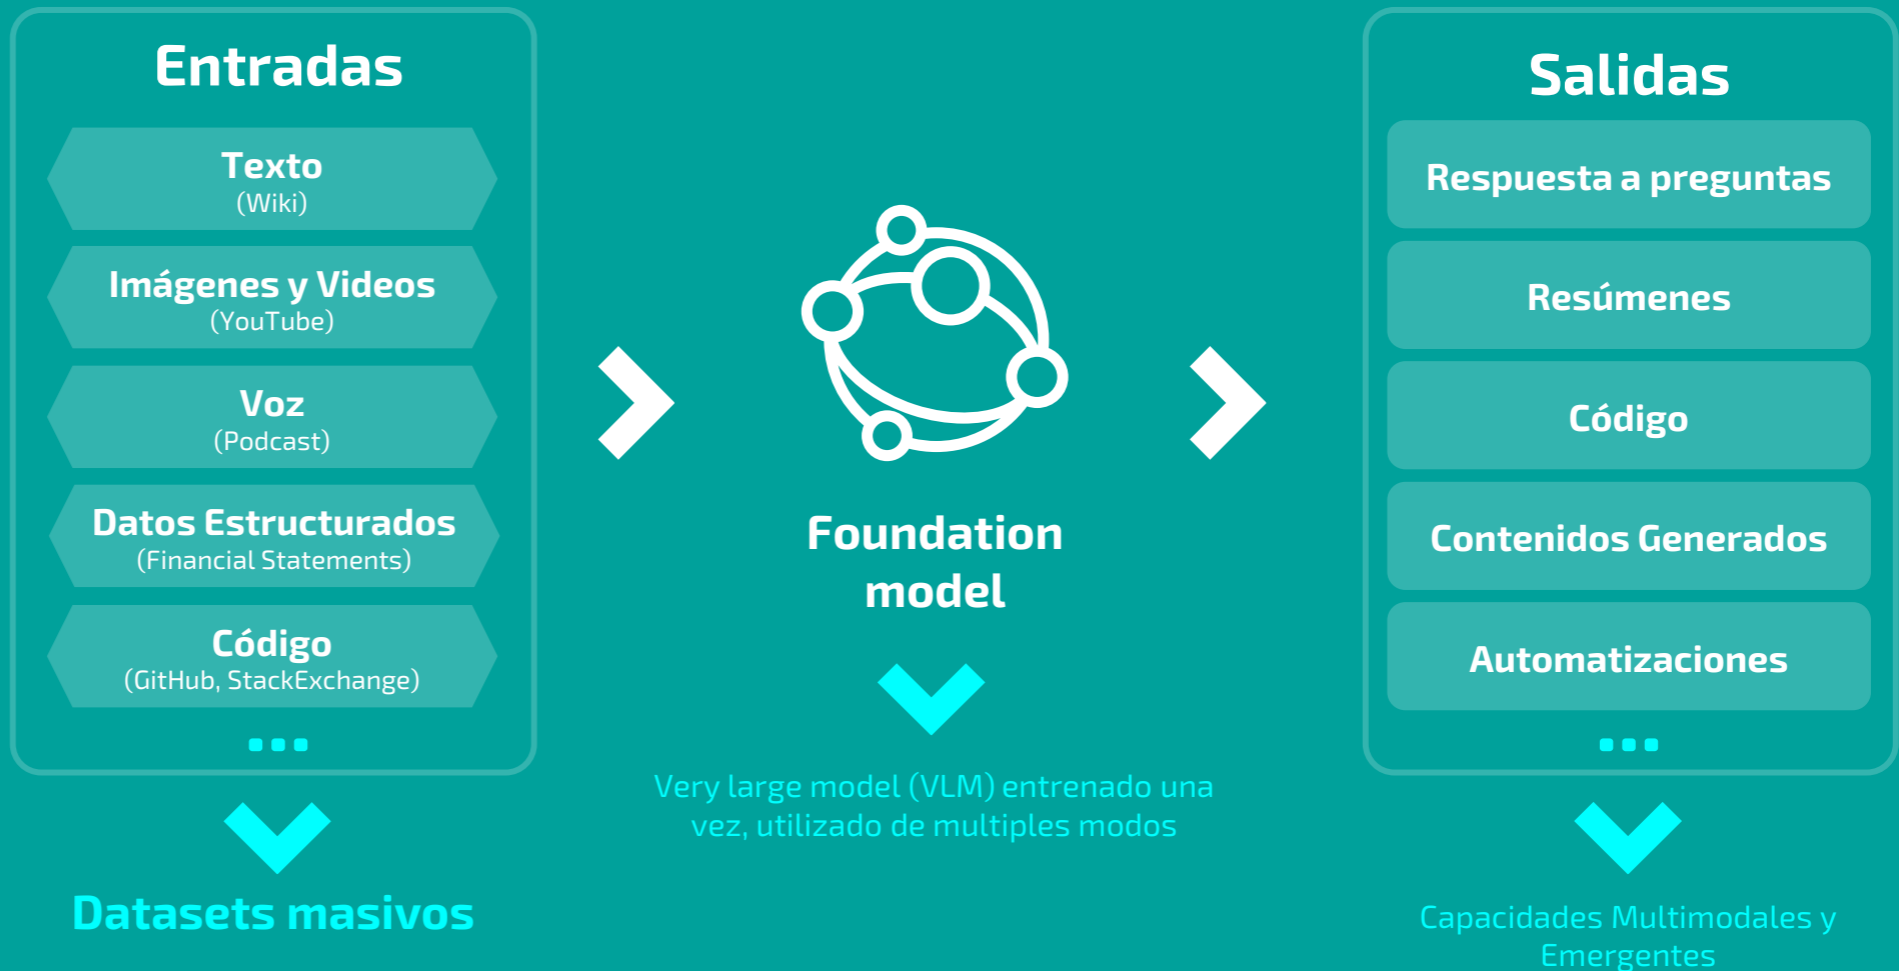 Entradas
Texto
(Wiki)
Imágenes y Videos
(YouTube)
Voz
(Podcast)
Datos Estructurados
(Financial Statements)
Código
(GitHub, StackExchange)
...
Datasets masivos
Foundation
model
Very large model (VLM) entrenado una
vez, utilizado de multiples modos
Salidas
Respuesta a preguntas
Resúmenes
Código
Contenidos Generados
Automatizaciones
...
Capacidades Multimodales y
Emergentes